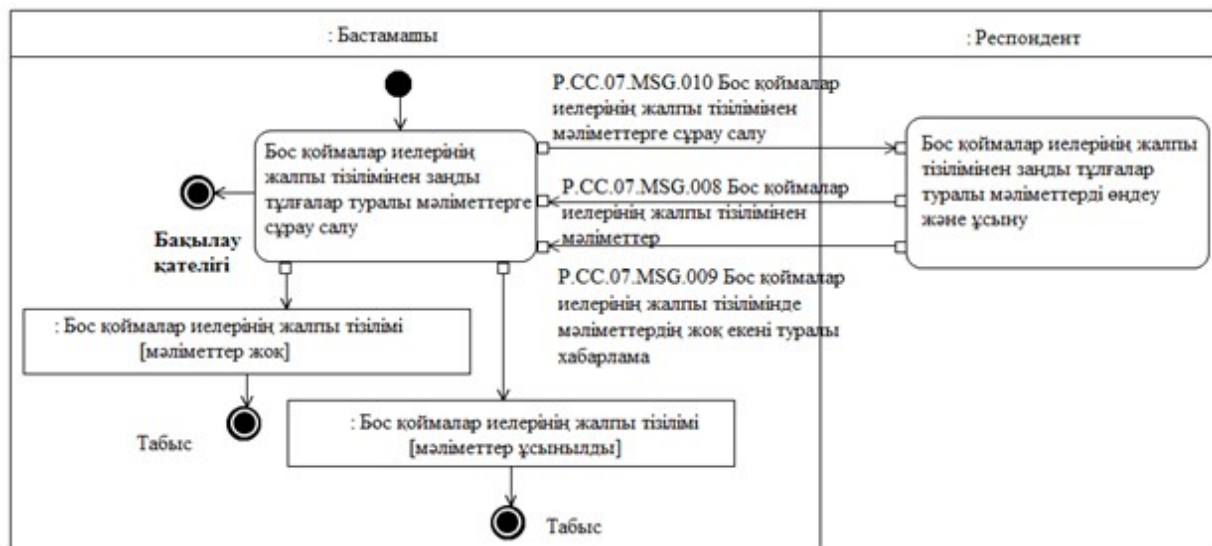 : Бастамашы
: Респондент
P.CC.07.MSG.010 Бос қоймалар
иелерінің жалпы тізілімінен
мәліметтерге сұрау салу
Бос қоймалар иелерінің
жалпы тізілімінен заңды
тұлғалар туралы мәліметтерге
сұрау салу
Бос қоймалар иелерінің жалпы
тізілімінен заңды тұлғалар
туралы мәліметтерді өңдеу
және ұсыну
P.CC.07.MSG.008 Бос қоймалар
иелерінің жалпы тізілімінен
мәліметтер
Бақылау
қателігі
P.CC.07.MSG.009 Бос қоймалар
иелерінің жалпы тізілімінде
мәліметтердің жоқ екені туралы
хабарлама
: Бос қоймалар иелерінің жалпы тізілімі
[мәліметтер жоқ]
Табыс
: Бос қоймалар иелерінің жалпы тізілімі
[мәліметтер ұсынылды]
Табыс